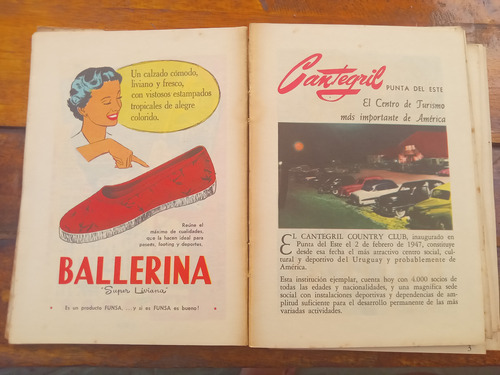 Un calzado cómodo,
liviano y fresco,
con vistosos estampados
tropicales de alegre
colorido.
Reúne el
máximo de cualidades,
que la hacen ideal para
paseos, footing y deportes.
BALLERINA
"Super Liviana"
Es un producto FUNSA, ...y si es FUNSA es bueno!
Cantegril
PUNTA DEL ESTE
El Centro de Turismo
más importante de América
EL CANTEGRIL COUNTRY CLUB, inaugurado en
Punta del Este el 2 de febrero de 1947, constituye
desde esa fecha el más atractivo centro social, cul-
tural y deportivo del Uruguay y probablemente de
América.
Esta institución ejemplar, cuenta hoy con 4.000 socios de
todas las edades y nacionalidades, y una magnífica sede
social con instalaciones deportivas y dependencias de am-
plitud suficiente para el desarrollo permanente de las más
variadas actividades.
3